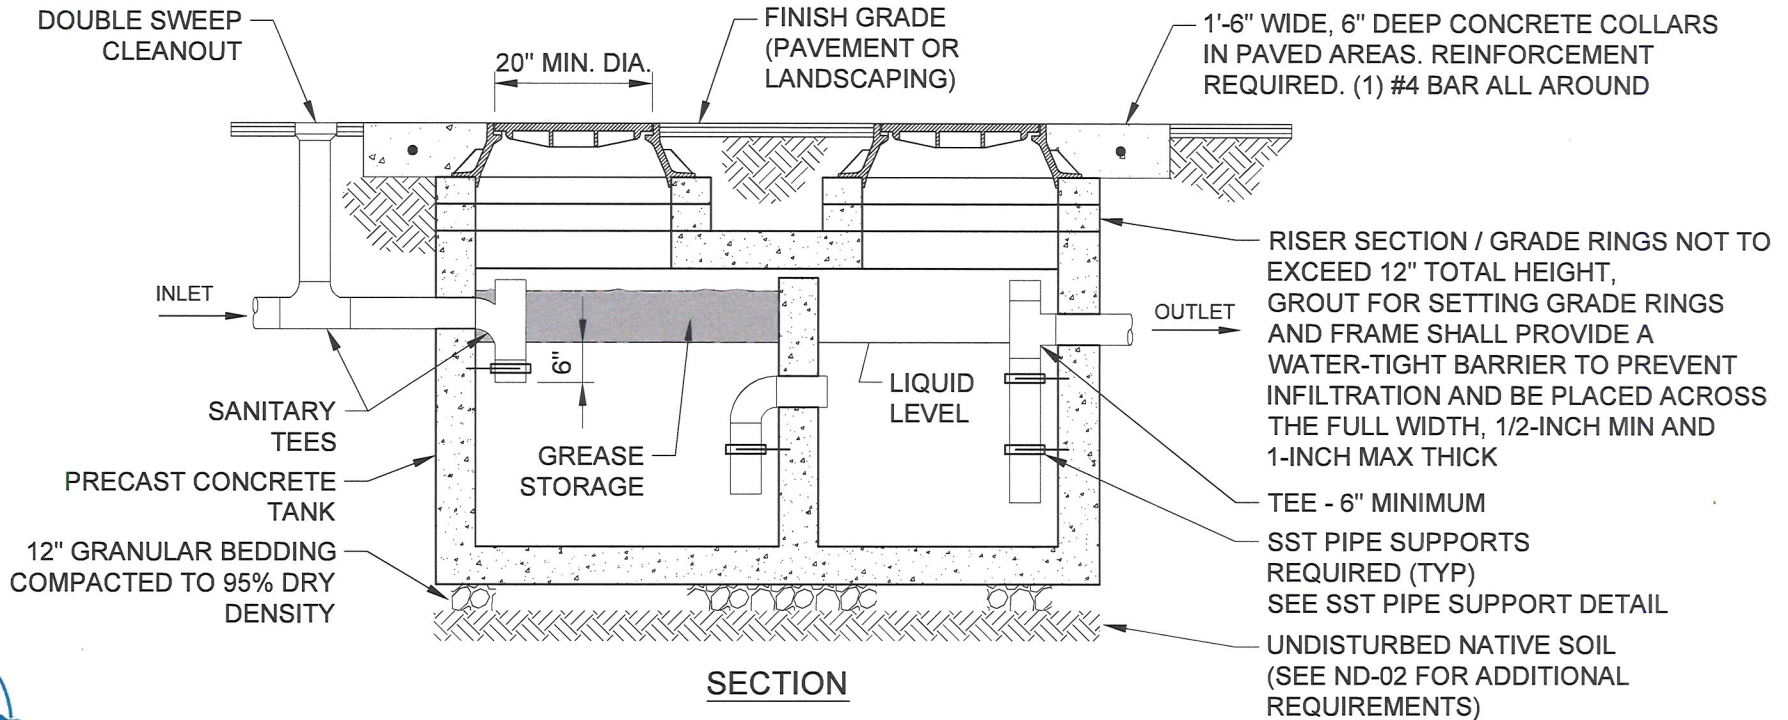 DOUBLE SWEEP
CLEANOUT
20" MIN. DIA.
FINISH GRADE
(PAVEMENT OR
LANDSCAPING)
1'-6" WIDE, 6" DEEP CONCRETE COLLARS
IN PAVED AREAS. REINFORCEMENT
REQUIRED. (1) #4 BAR ALL AROUND
INLET
OUTLET
RISER SECTION / GRADE RINGS NOT TO
EXCEED 12" TOTAL HEIGHT,
GROUT FOR SETTING GRADE RINGS
AND FRAME SHALL PROVIDE A
WATER-TIGHT BARRIER TO PREVENT
INFILTRATION AND BE PLACED ACROSS
THE FULL WIDTH, 1/2-INCH MIN AND
1-INCH MAX THICK
6"
LIQUID
LEVEL
SANITARY
TEES
GREASE
STORAGE
PRECAST CONCRETE
TANK
TEE - 6" MINIMUM
12" GRANULAR BEDDING
COMPACTED TO 95% DRY
DENSITY
SST PIPE SUPPORTS
REQUIRED (TYP)
SEE SST PIPE SUPPORT DETAIL
UNDISTURBED NATIVE SOIL
(SEE ND-02 FOR ADDITIONAL
REQUIREMENTS)
SECTION